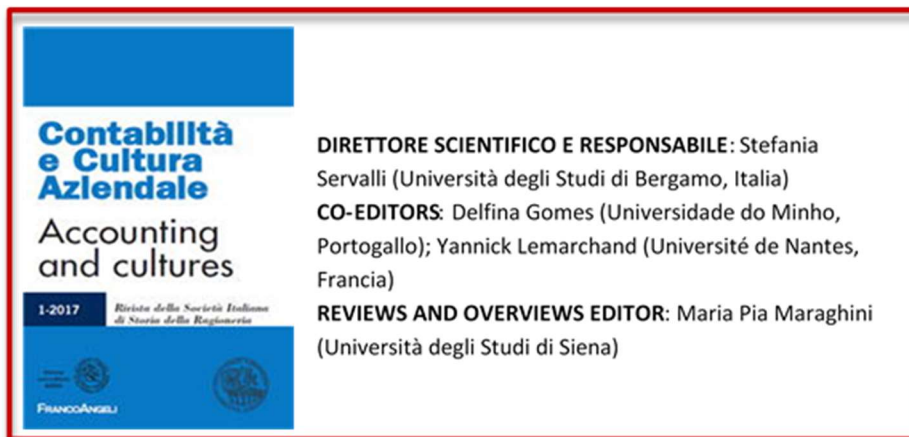 Contabilità
e Cultura
Aziendale
Accounting
and cultures
1-2017
Rivista della Società Italiana
di Storia della Ragioneria
FRANCOANGELI
DIRETTORE SCIENTIFICO E RESPONSABILE: Stefania
Servalli (Università degli Studi di Bergamo, Italia)
CO-EDITORS: Delfina Gomes (Universidade do Minho,
Portogallo); Yannick Lemarchand (Université de Nantes,
Francia)
REVIEWS AND OVERVIEWS EDITOR: Maria Pia Maraghini
(Università degli Studi di Siena)